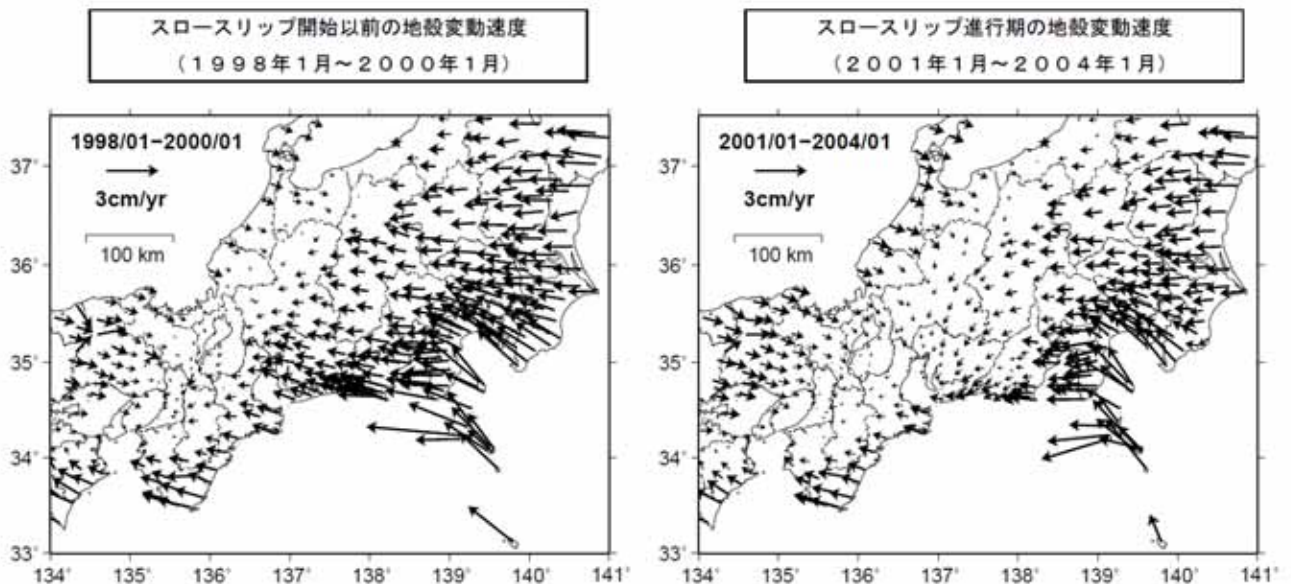 スロースリップ開始以前の地殻変動速度
(1998年1月～2000年1月)
1998/01-2000/01
3cm/yr
100 km
37°
36°
35°
34°
33°
134° 135° 136° 137° 138° 139° 140° 141°
スロースリップ進行期の地殻変動速度
(2001年1月～2004年1月)
2001/01-2004/01
3cm/yr
100 km
37°
36°
35°
34°
33°
134° 135° 136° 137° 138° 139° 140° 141°